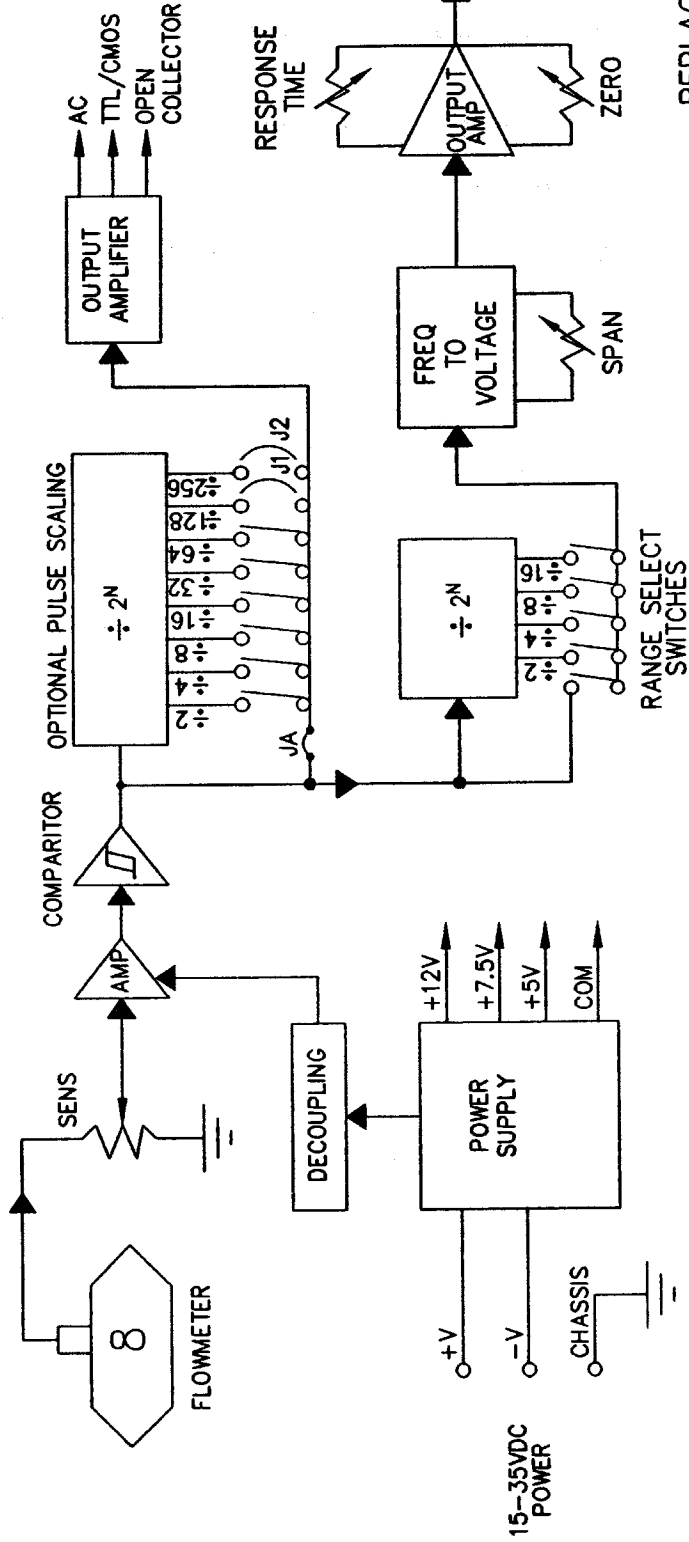 FLOWMETER
8
SENS
AMP
COMPARITOR
OPTIONAL PULSE SCALING
÷ 2N
÷2
÷4
÷8
÷16
÷32
÷64
÷128
÷256
J1
J2
JA
OUTPUT
AMPLIFIER
AC
TTL/CMOS
OPEN
COLLECTOR
DECOUPLING
15-35VDC
POWER
+V
-V
CHASSIS
POWER
SUPPLY
+12V
+7.5V
+5V
COM
÷ 2N
÷2
÷4
÷8
÷16
RANGE SELECT
SWITCHES
FREQ
TO
VOLTAGE
SPAN
RESPONSE
TIME
OUTPUT
AMP
ZERO